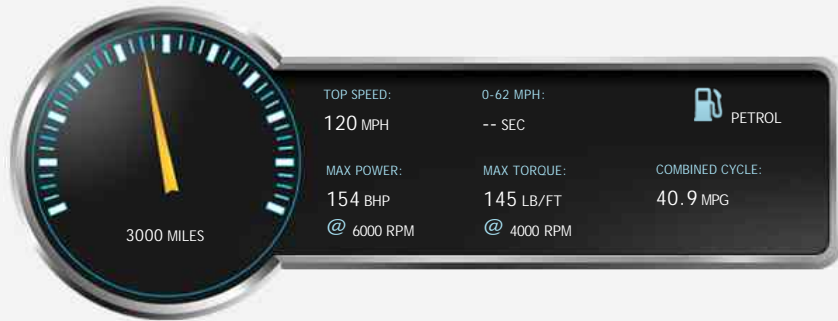 TOP SPEED:
120 MPH
0-62 MPH:
-- SEC
PETROL
MAX POWER:
154 BHP
@ 6000 RPM
MAX TORQUE:
145 LB/FT
@ 4000 RPM
COMBINED CYCLE:
40.9 MPG
3000 MILES